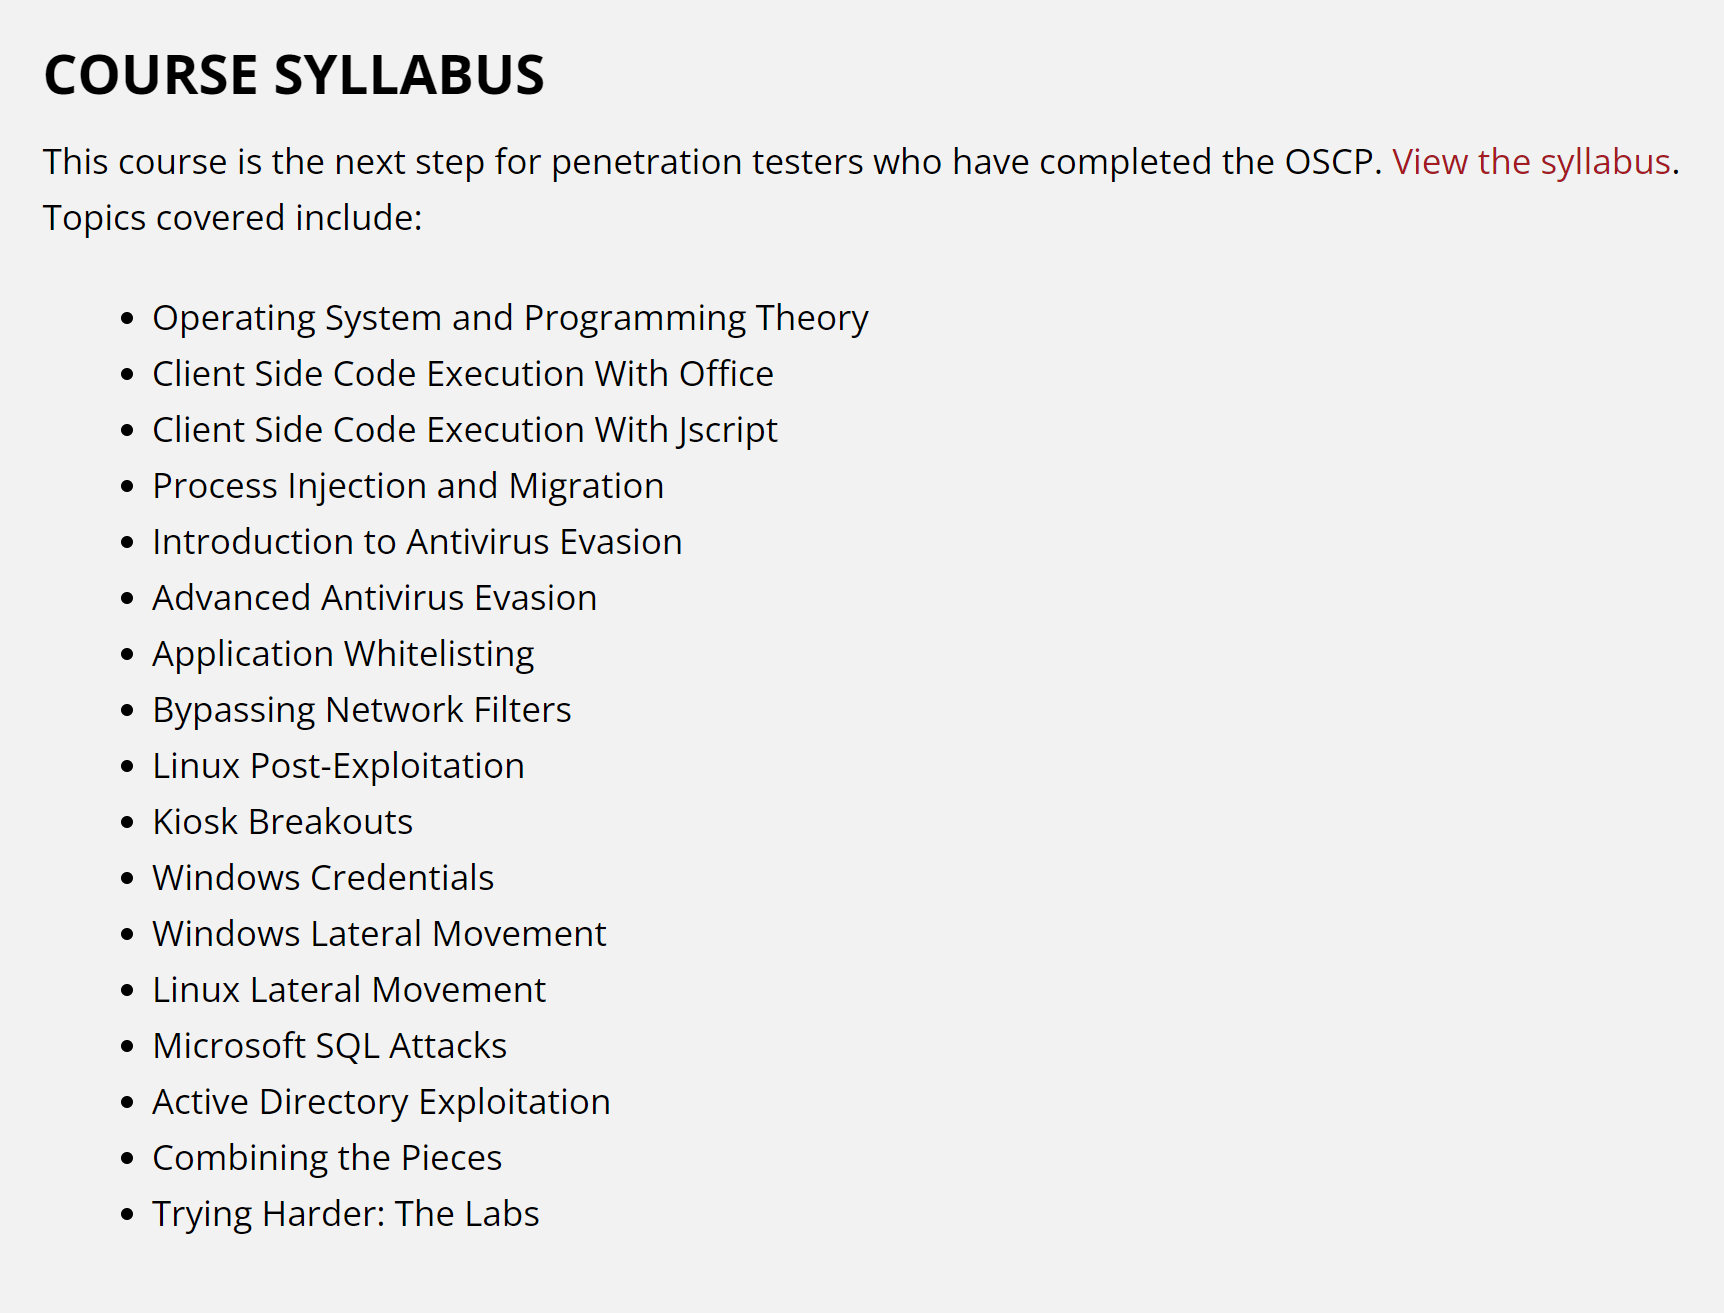 COURSE SYLLABUS
This course is the next step for penetration testers who have completed the OSCP. View the syllabus.
Topics covered include:
Operating System and Programming Theory
Client Side Code Execution With Office
Client Side Code Execution With Jscript
Process Injection and Migration
Introduction to Antivirus Evasion
Advanced Antivirus Evasion
Application Whitelisting
Bypassing Network Filters
Linux Post-Exploitation
Kiosk Breakouts
Windows Credentials
Windows Lateral Movement
Linux Lateral Movement
Microsoft SQL Attacks
Active Directory Exploitation
Combining the Pieces
Trying Harder: The Labs